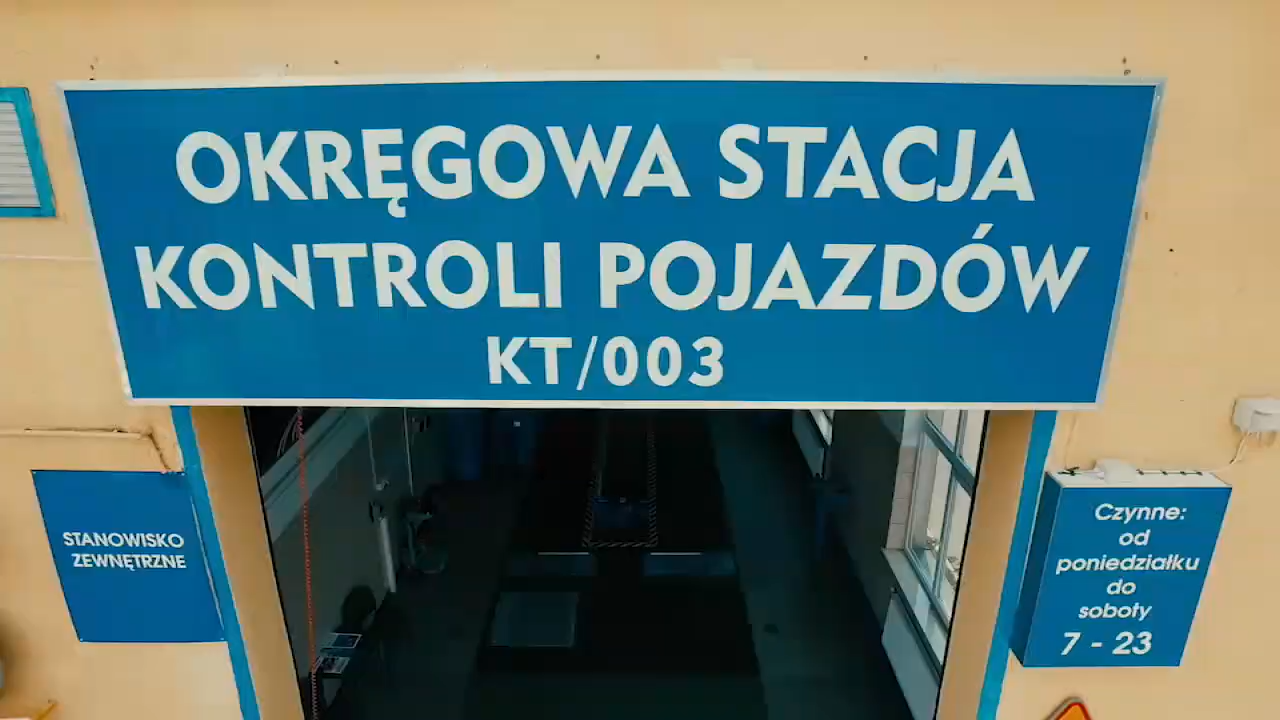 OKRĘGOWA STACJA
KONTROLI POJAZDÓW
KT/003
STANOWISKO
ZEWNĘTRZNE
Czynne:
od
poniedziałku
do
soboty
7 - 23